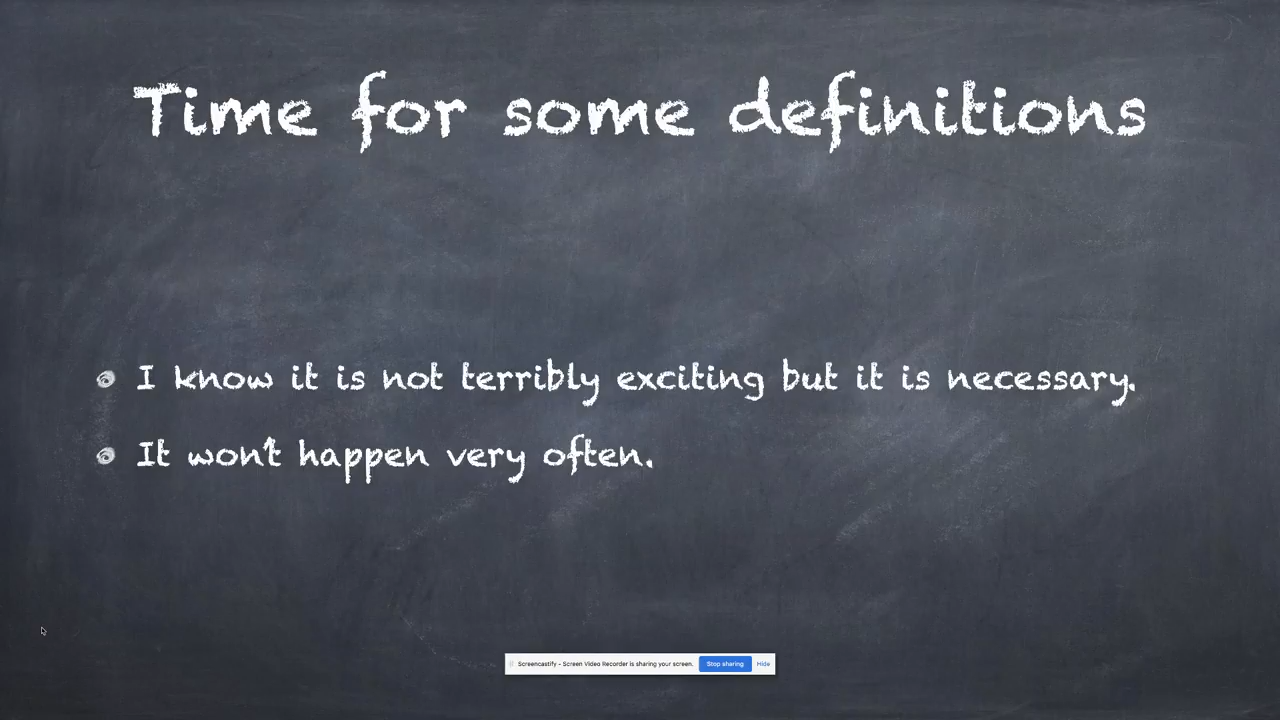 Time for some definitions
I know it is not terribly exciting but it is necessary.
It won't happen very often.
Screencastify - Screen Video Recorder is sharing your screen. Stop sharing Hide